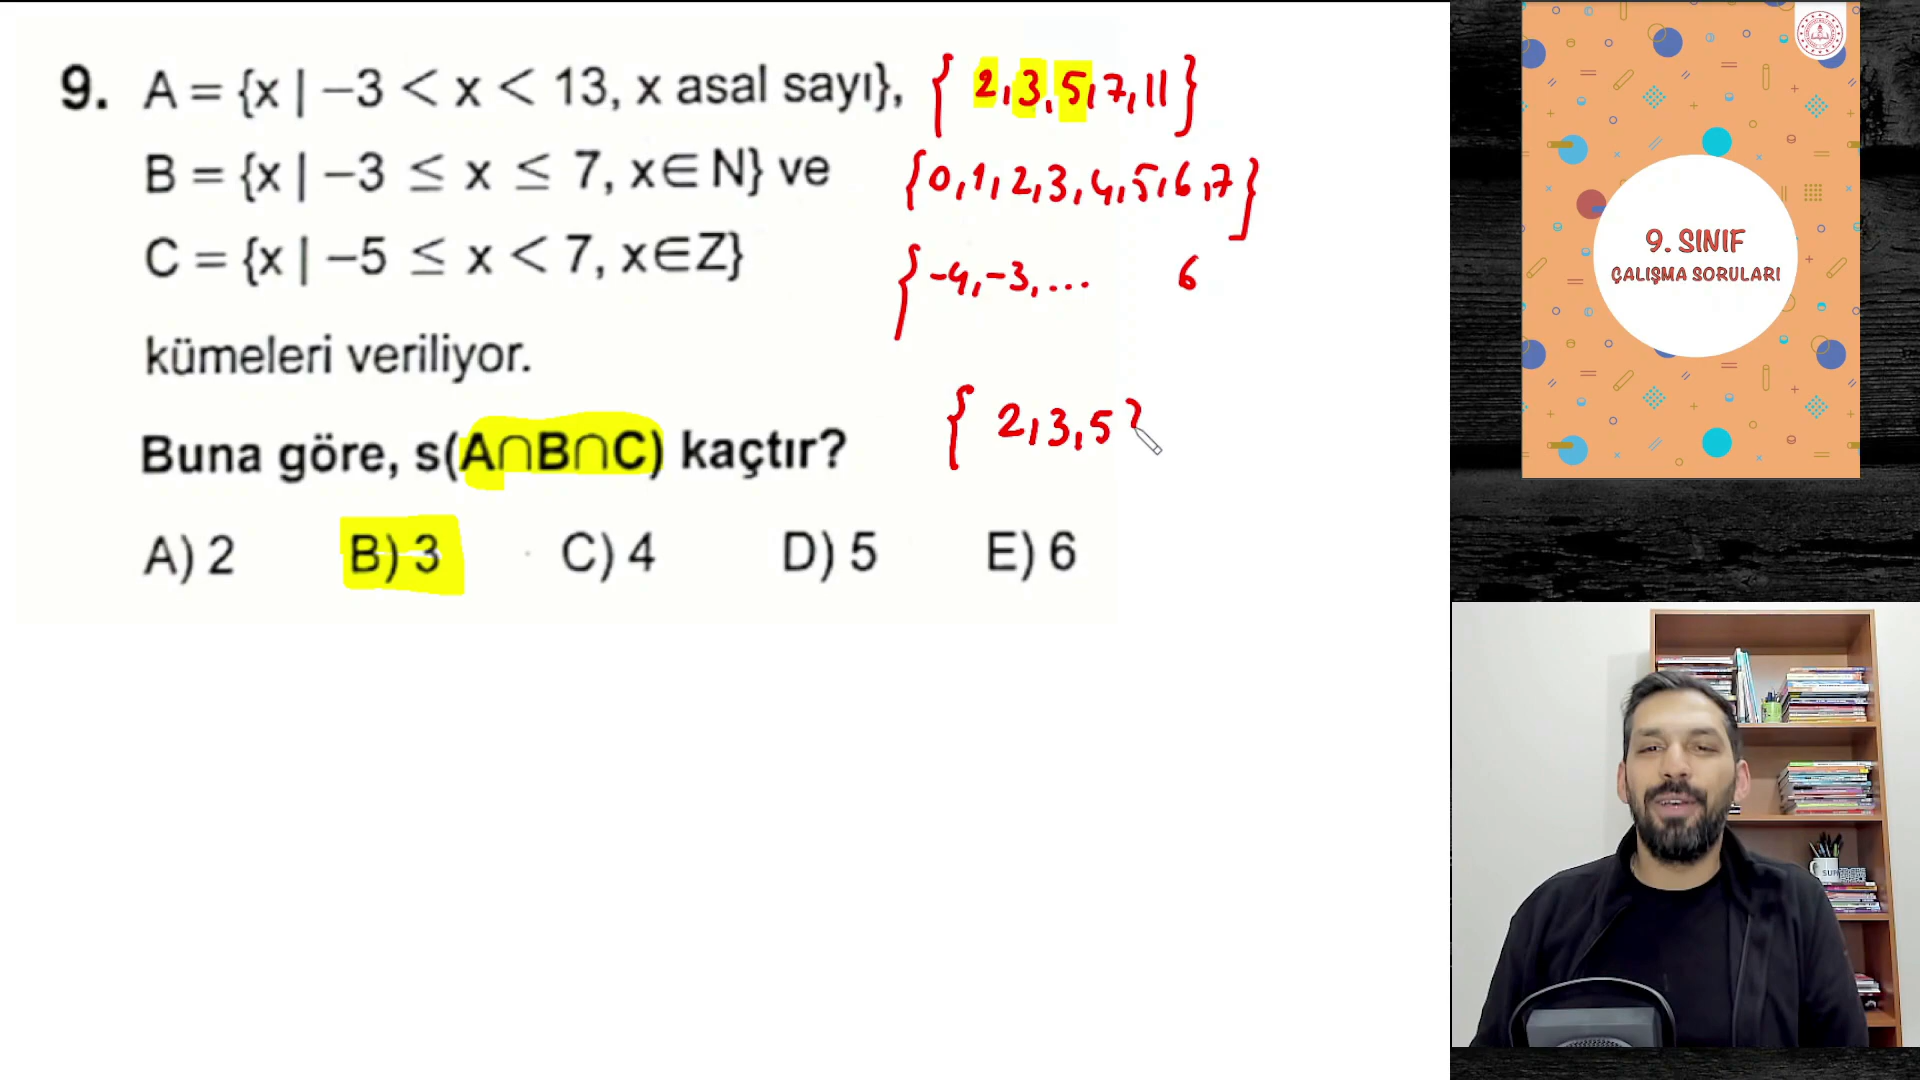 9. A = {x | −3 < x < 13, x asal sayı}, { 2, 3, 5, 7, 11 }
B = {x | −3 ≤ x ≤ 7, x∈N} ve {0, 1, 2, 3, 4, 5, 6, 7}
C = {x | −5 ≤ x < 7, x∈Z} { -4, -3, ... 6
kümeleri veriliyor.
Buna göre, s(A∩B∩C) kaçtır? { 2, 3, 5 }
A) 2 B) 3 C) 4 D) 5 E) 6
9. SINIF
ÇALIŞMA SORULARI
SUP